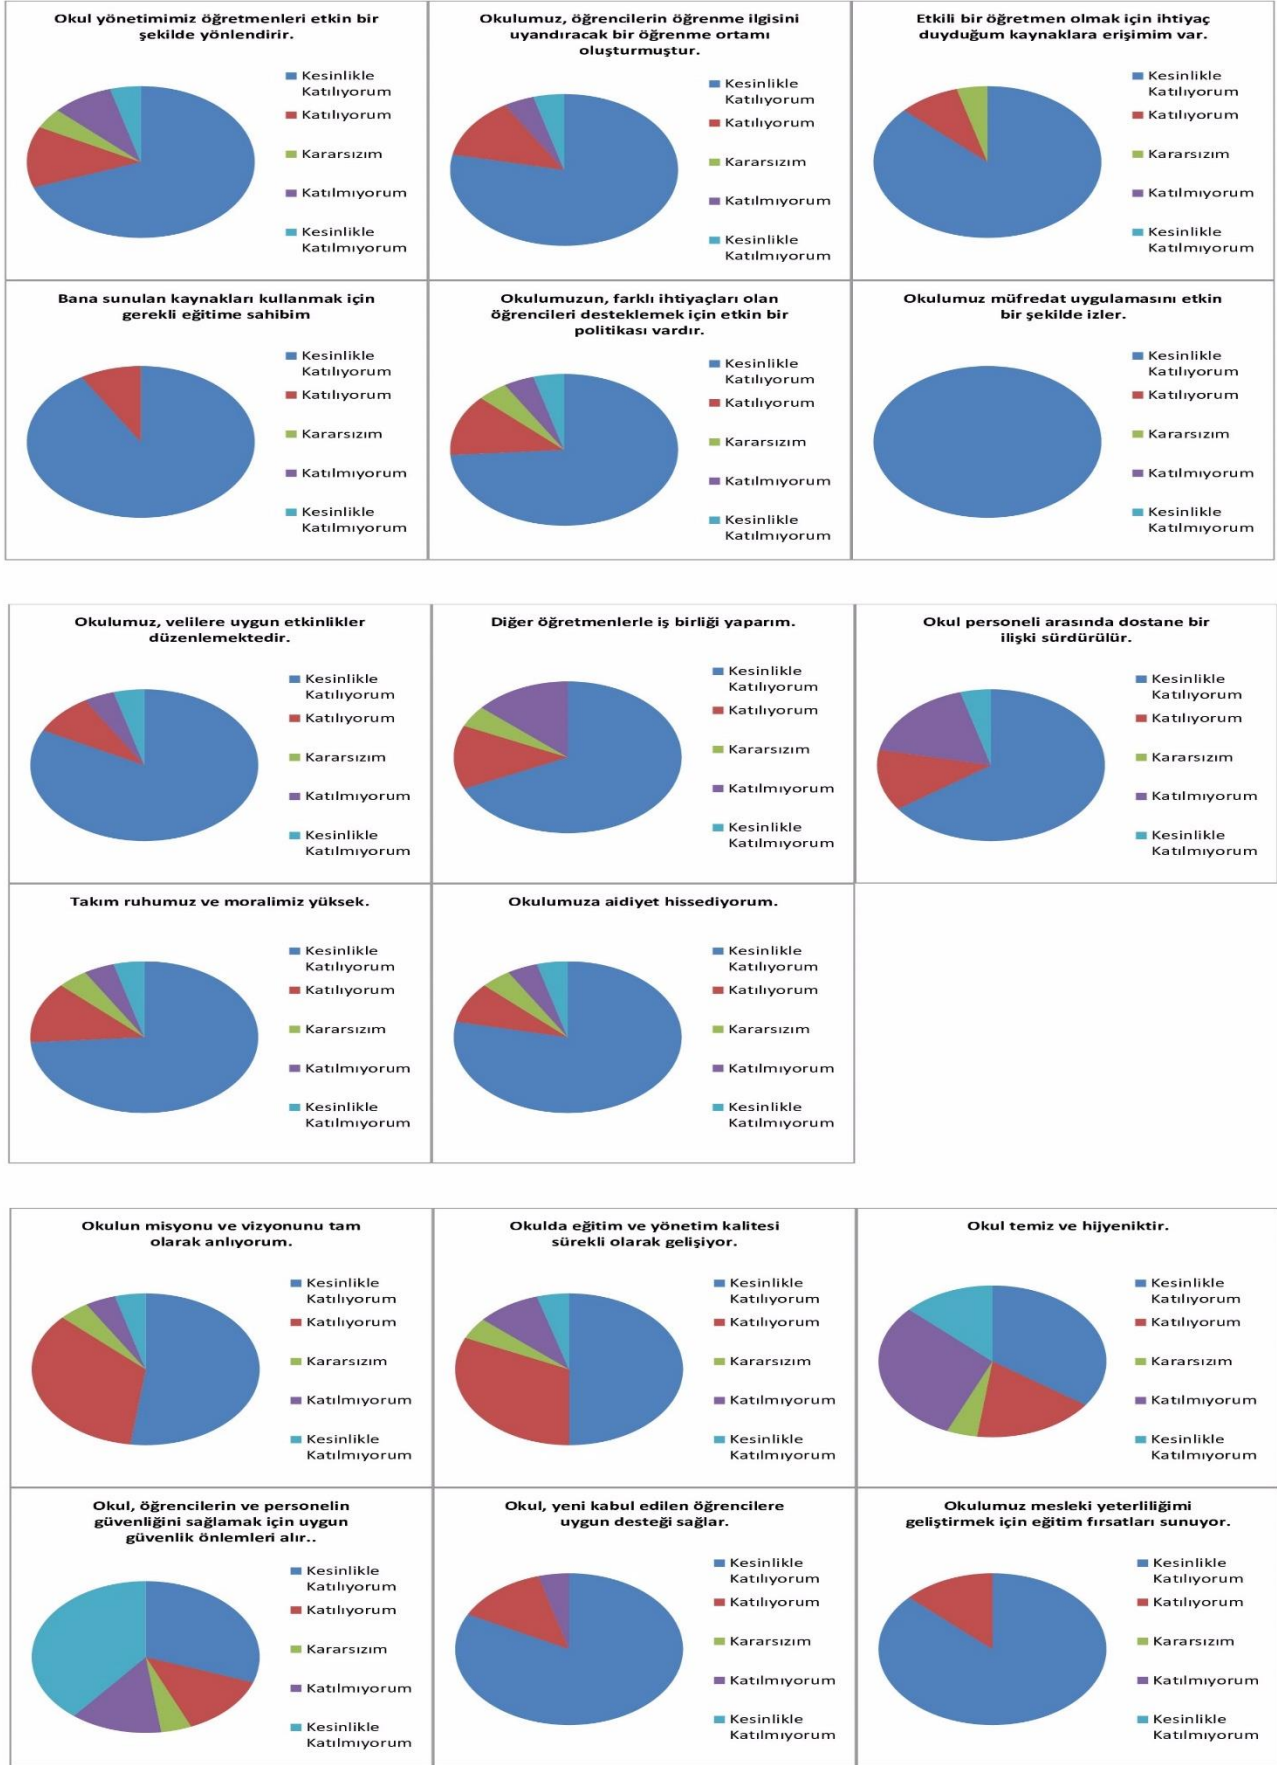 Okul yönetimimiz öğretmenleri etkin bir
şekilde yönlendirir.
Kesinlikle
Katılıyorum
Katılıyorum
Kararsızım
Katılmıyorum
Kesinlikle
Katılmıyorum
Okulumuz, öğrencilerin öğrenme ilgisini
uyandıracak bir öğrenme ortamı
oluşturmuştur.
Kesinlikle
Katılıyorum
Katılıyorum
Kararsızım
Katılmıyorum
Kesinlikle
Katılmıyorum
Etkili bir öğretmen olmak için ihtiyaç
duyduğum kaynaklara erişimim var.
Kesinlikle
Katılıyorum
Katılıyorum
Kararsızım
Katılmıyorum
Kesinlikle
Katılmıyorum
Bana sunulan kaynakları kullanmak için
gerekli eğitime sahibim
Kesinlikle
Katılıyorum
Katılıyorum
Kararsızım
Katılmıyorum
Kesinlikle
Katılmıyorum
Okulumuzun, farklı ihtiyaçları olan
öğrencileri desteklemek için etkin bir
politikası vardır.
Kesinlikle
Katılıyorum
Katılıyorum
Kararsızım
Katılmıyorum
Kesinlikle
Katılmıyorum
Okulumuz müfredat uygulamasını etkin
bir şekilde izler.
Kesinlikle
Katılıyorum
Katılıyorum
Kararsızım
Katılmıyorum
Kesinlikle
Katılmıyorum
Okulumuz, velilere uygun etkinlikler
düzenlemektedir.
Kesinlikle
Katılıyorum
Katılıyorum
Kararsızım
Katılmıyorum
Kesinlikle
Katılmıyorum
Diğer öğretmenlerle iş birliği yaparım.
Kesinlikle
Katılıyorum
Katılıyorum
Kararsızım
Katılmıyorum
Kesinlikle
Katılmıyorum
Okul personeli arasında dostane bir
ilişki sürdürülür.
Kesinlikle
Katılıyorum
Katılıyorum
Kararsızım
Katılmıyorum
Kesinlikle
Katılmıyorum
Takım ruhumuz ve moralimiz yüksek.
Kesinlikle
Katılıyorum
Katılıyorum
Kararsızım
Katılmıyorum
Kesinlikle
Katılmıyorum
Okulumuza aidiyet hissediyorum.
Kesinlikle
Katılıyorum
Katılıyorum
Kararsızım
Katılmıyorum
Kesinlikle
Katılmıyorum
Okulun misyonu ve vizyonunu tam
olarak anlıyorum.
Kesinlikle
Katılıyorum
Katılıyorum
Kararsızım
Katılmıyorum
Kesinlikle
Katılmıyorum
Okulda eğitim ve yönetim kalitesi
sürekli olarak gelişiyor.
Kesinlikle
Katılıyorum
Katılıyorum
Kararsızım
Katılmıyorum
Kesinlikle
Katılmıyorum
Okul temiz ve hijyeniktir.
Kesinlikle
Katılıyorum
Katılıyorum
Kararsızım
Katılmıyorum
Kesinlikle
Katılmıyorum
Okul, öğrencilerin ve personelin
güvenliğini sağlamak için uygun
güvenlik önlemleri alır..
Kesinlikle
Katılıyorum
Katılıyorum
Kararsızım
Katılmıyorum
Kesinlikle
Katılmıyorum
Okul, yeni kabul edilen öğrencilere
uygun desteği sağlar.
Kesinlikle
Katılıyorum
Katılıyorum
Kararsızım
Katılmıyorum
Kesinlikle
Katılmıyorum
Okulumuz mesleki yeterliliğimi
geliştirmek için eğitim fırsatları sunuyor.
Kesinlikle
Katılıyorum
Katılıyorum
Kararsızım
Katılmıyorum
Kesinlikle
Katılmıyorum